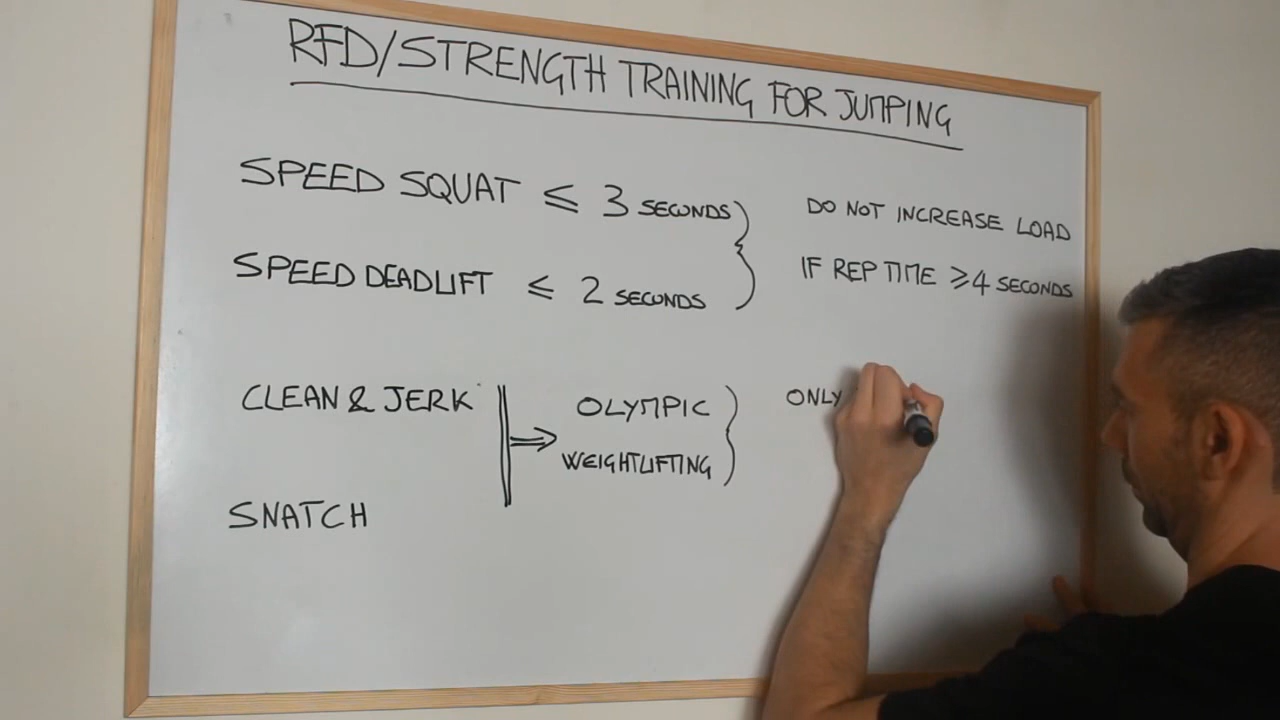 RFD/STRENGTH TRAINING FOR JUMPING
SPEED SQUAT ≤ 3 SECONDS
DO NOT INCREASE LOAD
SPEED DEADLIFT ≤ 2 SECONDS
IF REP TIME ≥4 SECONDS
CLEAN & JERK
OLYMPIC
ONLY
WEIGHTLIFTING
SNATCH